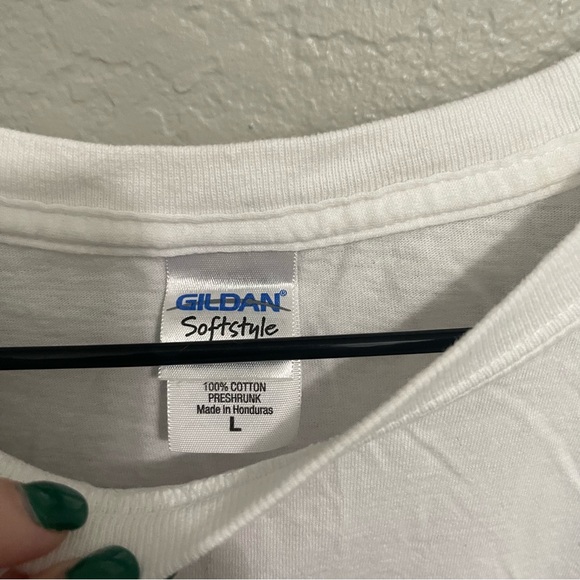 GILDAN®
Softstyle
100% COTTON
PRESHRUNK
Made in Honduras
L